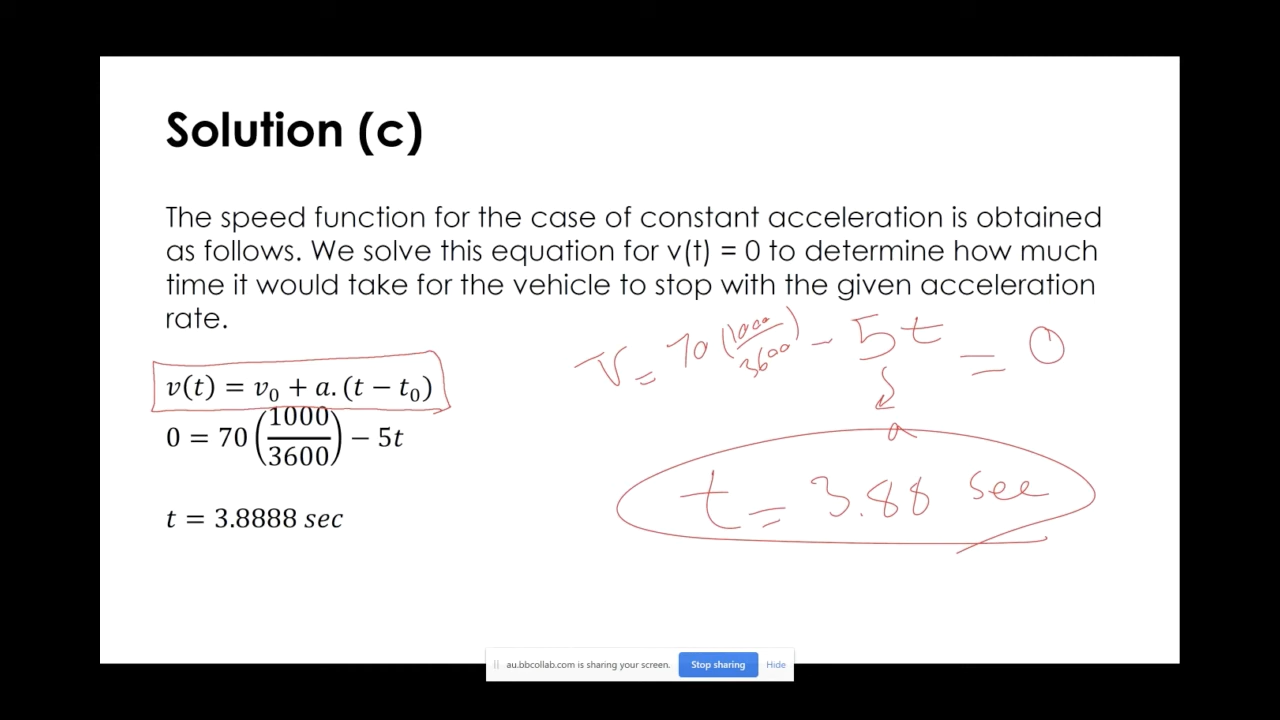 Solution (c)
The speed function for the case of constant acceleration is obtained
as follows. We solve this equation for v(t) = 0 to determine how much
time it would take for the vehicle to stop with the given acceleration
rate.
v(t) = v₀ + a. (t − t₀)
0 = 70 (1000/3600) − 5t
t = 3.8888 sec
V = 70 (1000/3600) - 5t = 0
a
t = 3.88 sec
au.bbcollab.com is sharing your screen. Stop sharing Hide